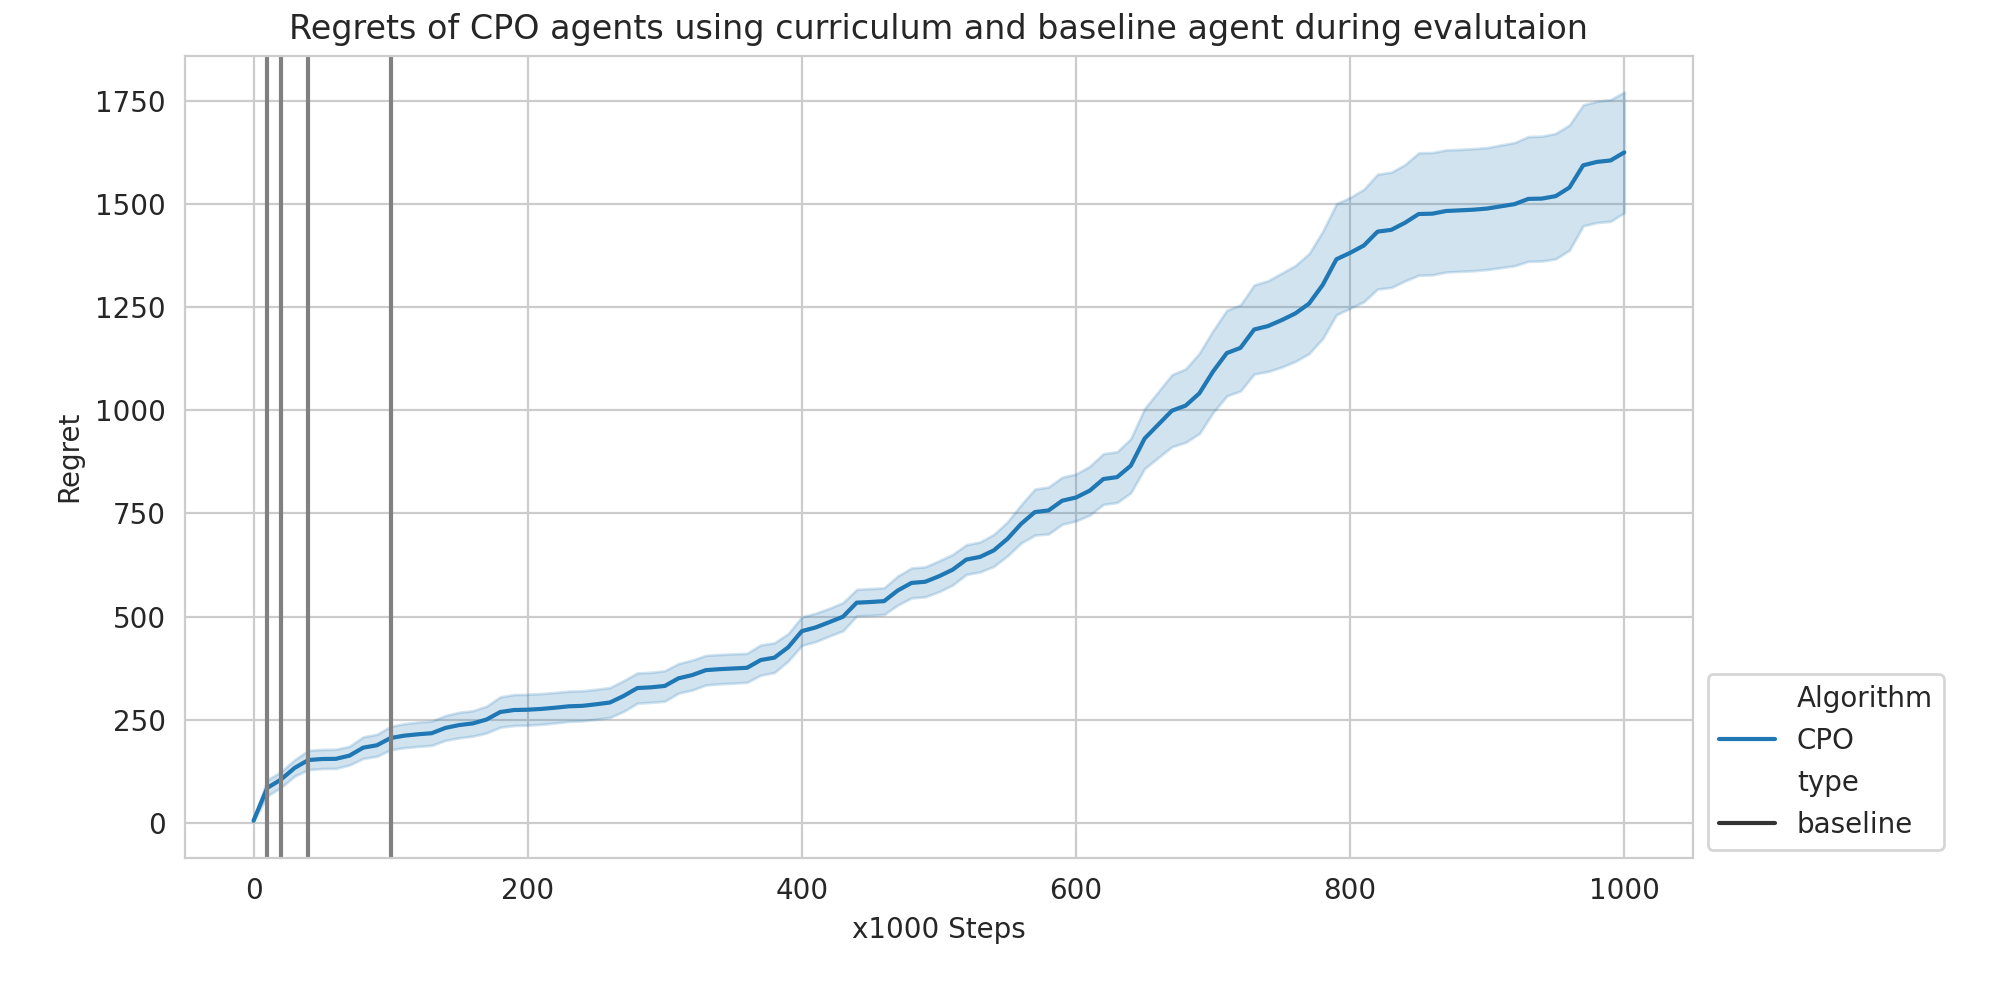 Regrets of CPO agents using curriculum and baseline agent during evalutaion
1750
1500
1250
1000
750
500
250
0
Regret
0 200 400 600 800 1000
x1000 Steps
Algorithm
CPO
type
baseline